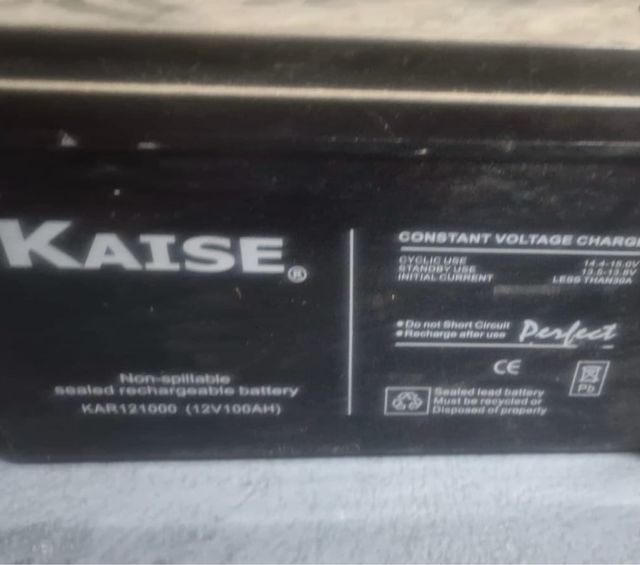 KAISE®
Non-spillable
sealed rechargeable battery
KAR121000 (12V100AH)
CONSTANT VOLTAGE CHARG
CYCLIC USE 14.4-15.0V
STANDBY USE 13.5-13.8V
INITIAL CURRENT LESS THAN30A
●Do not Short Circuit
●Recharge after use
Perfect
CE
Pb
Sealed lead battery
Must be recycled or
Disposed of properly